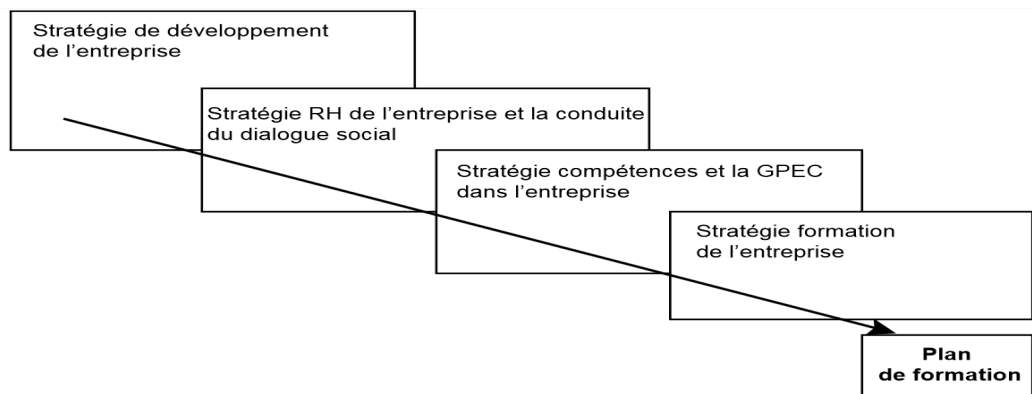 Stratégie de développement
de l’entreprise
Stratégie RH de l’entreprise et la conduite
du dialogue social
Stratégie compétences et la GPEC
dans l’entreprise
Stratégie formation
de l’entreprise
Plan
de formation